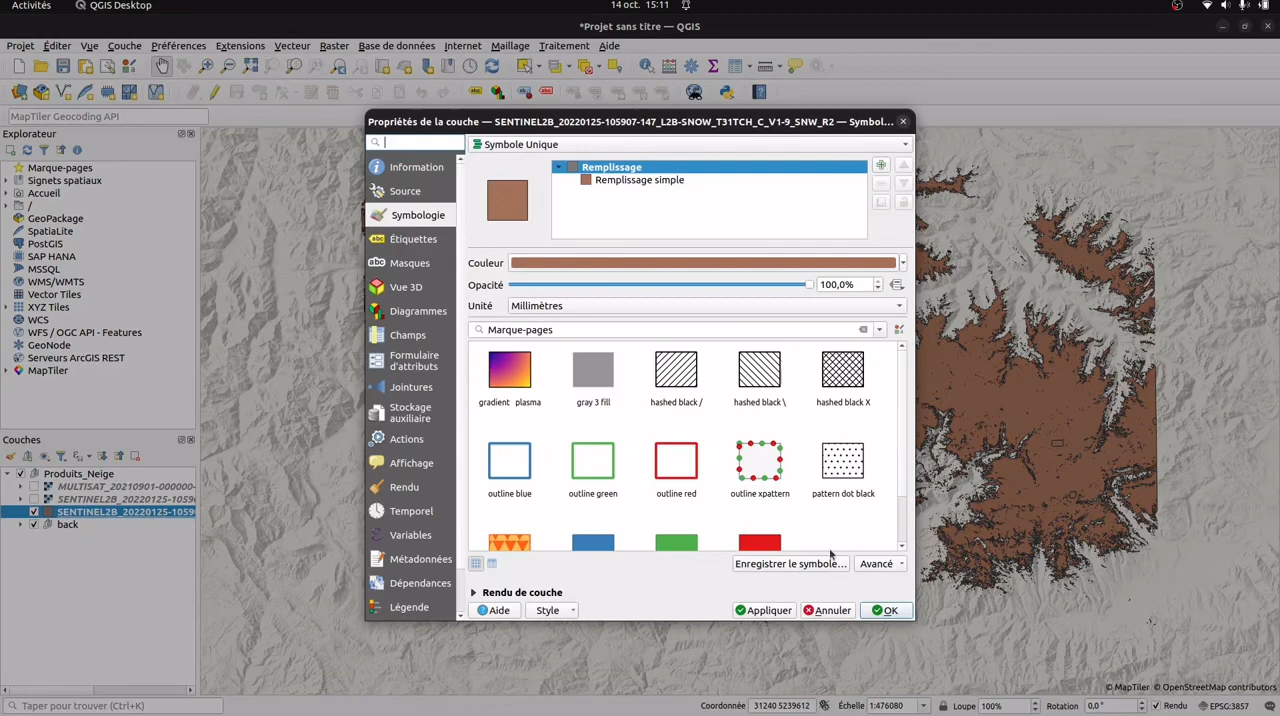 Activités
QGIS Desktop
14 oct. 15:11
*Projet sans titre — QGIS
Projet Éditer Vue Couche Préférences Extensions Vecteur Raster Base de données Internet Maillage Traitement Aide
MapTiler Geocoding API
Explorateur
Marque-pages
Signets spatiaux
Accueil
/
GeoPackage
SpatiaLite
PostGIS
SAP HANA
MSSQL
WMS/WMTS
Vector Tiles
XYZ Tiles
WCS
WFS / OGC API - Features
GeoNode
Serveurs ArcGIS REST
MapTiler
Couches
Produits_Neige
MULTISAT_20210901-000000-
SENTINEL2B_20220125-10590
SENTINEL2B_20220125-10590
back
Propriétés de la couche — SENTINEL2B_20220125-105907-147_L2B-SNOW_T31TCH_C_V1-9_SNW_R2 — Symbol...
Information
Source
Symbologie
Étiquettes
Masques
Vue 3D
Diagrammes
Champs
Formulaire
d'attributs
Jointures
Stockage
auxiliaire
Actions
Affichage
Rendu
Temporel
Variables
Métadonnées
Dépendances
Légende
Symbole Unique
Remplissage
Remplissage simple
Couleur
Opacité
100,0%
Unité
Millimètres
Marque-pages
gradient plasma
gray 3 fill
hashed black /
hashed black \
hashed black X
outline blue
outline green
outline red
outline xpattern
pattern dot black
Enregistrer le symbole…
Avancé
Rendu de couche
Aide
Style
Appliquer
Annuler
OK
© MapTiler © OpenStreetMap contributors
Taper pour trouver (Ctrl+K)
Coordonnée 31240 5239612
Échelle 1:476080
Loupe 100%
Rotation 0,0°
Rendu
EPSG:3857